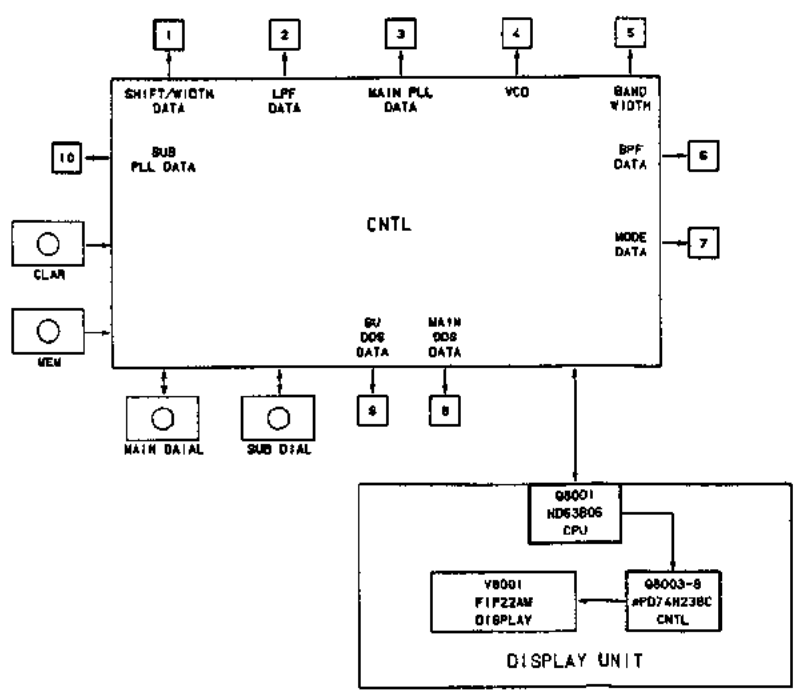 1
2
3
4
5
SHIFT/WIDTH
DATA
LPF
DATA
MAIN PLL
DATA
VCO
BAND
WIDTH
10
SUB
PLL DATA
BPF
DATA
6
CNTL
MODE
DATA
7
CLAR
MEM
SU
DDS
DATA
MAIN
DDS
DATA
MAIN DAIAL
SUB DIAL
9
8
Q8001
HD63B06
CPU
V8001
FIP22AM
DISPLAY
Q8003-8
CNTL
DISPLAY UNIT